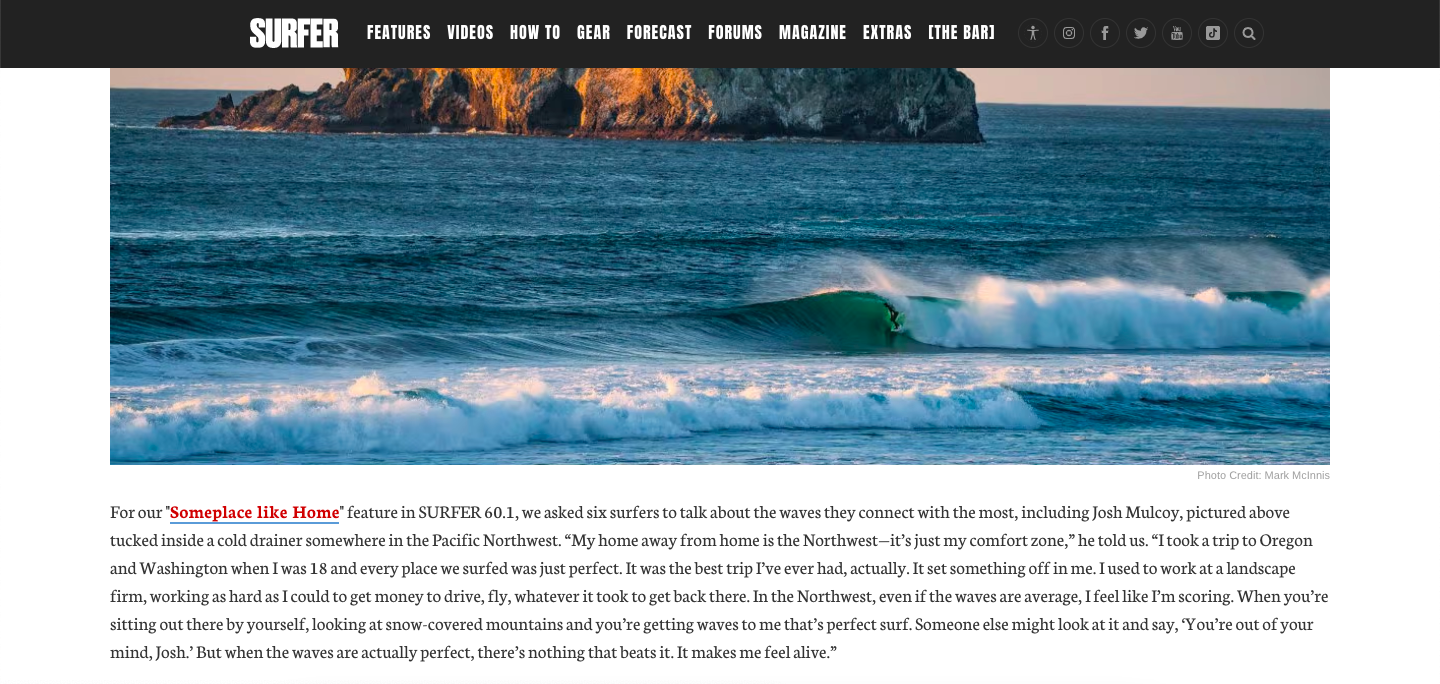 SURFER FEATURES VIDEOS HOW TO GEAR FORECAST FORUMS MAGAZINE EXTRAS [THE BAR]
Photo Credit: Mark McInnis
For our "Someplace like Home" feature in SURFER 60.1, we asked six surfers to talk about the waves they connect with the most, including Josh Mulcoy, pictured above
tucked inside a cold drainer somewhere in the Pacific Northwest. “My home away from home is the Northwest—it’s just my comfort zone,” he told us. “I took a trip to Oregon
and Washington when I was 18 and every place we surfed was just perfect. It was the best trip I’ve ever had, actually. It set something off in me. I used to work at a landscape
firm, working as hard as I could to get money to drive, fly, whatever it took to get back there. In the Northwest, even if the waves are average, I feel like I’m scoring. When you’re
sitting out there by yourself, looking at snow-covered mountains and you’re getting waves to me that’s perfect surf. Someone else might look at it and say, ‘You’re out of your
mind, Josh.’ But when the waves are actually perfect, there’s nothing that beats it. It makes me feel alive.”